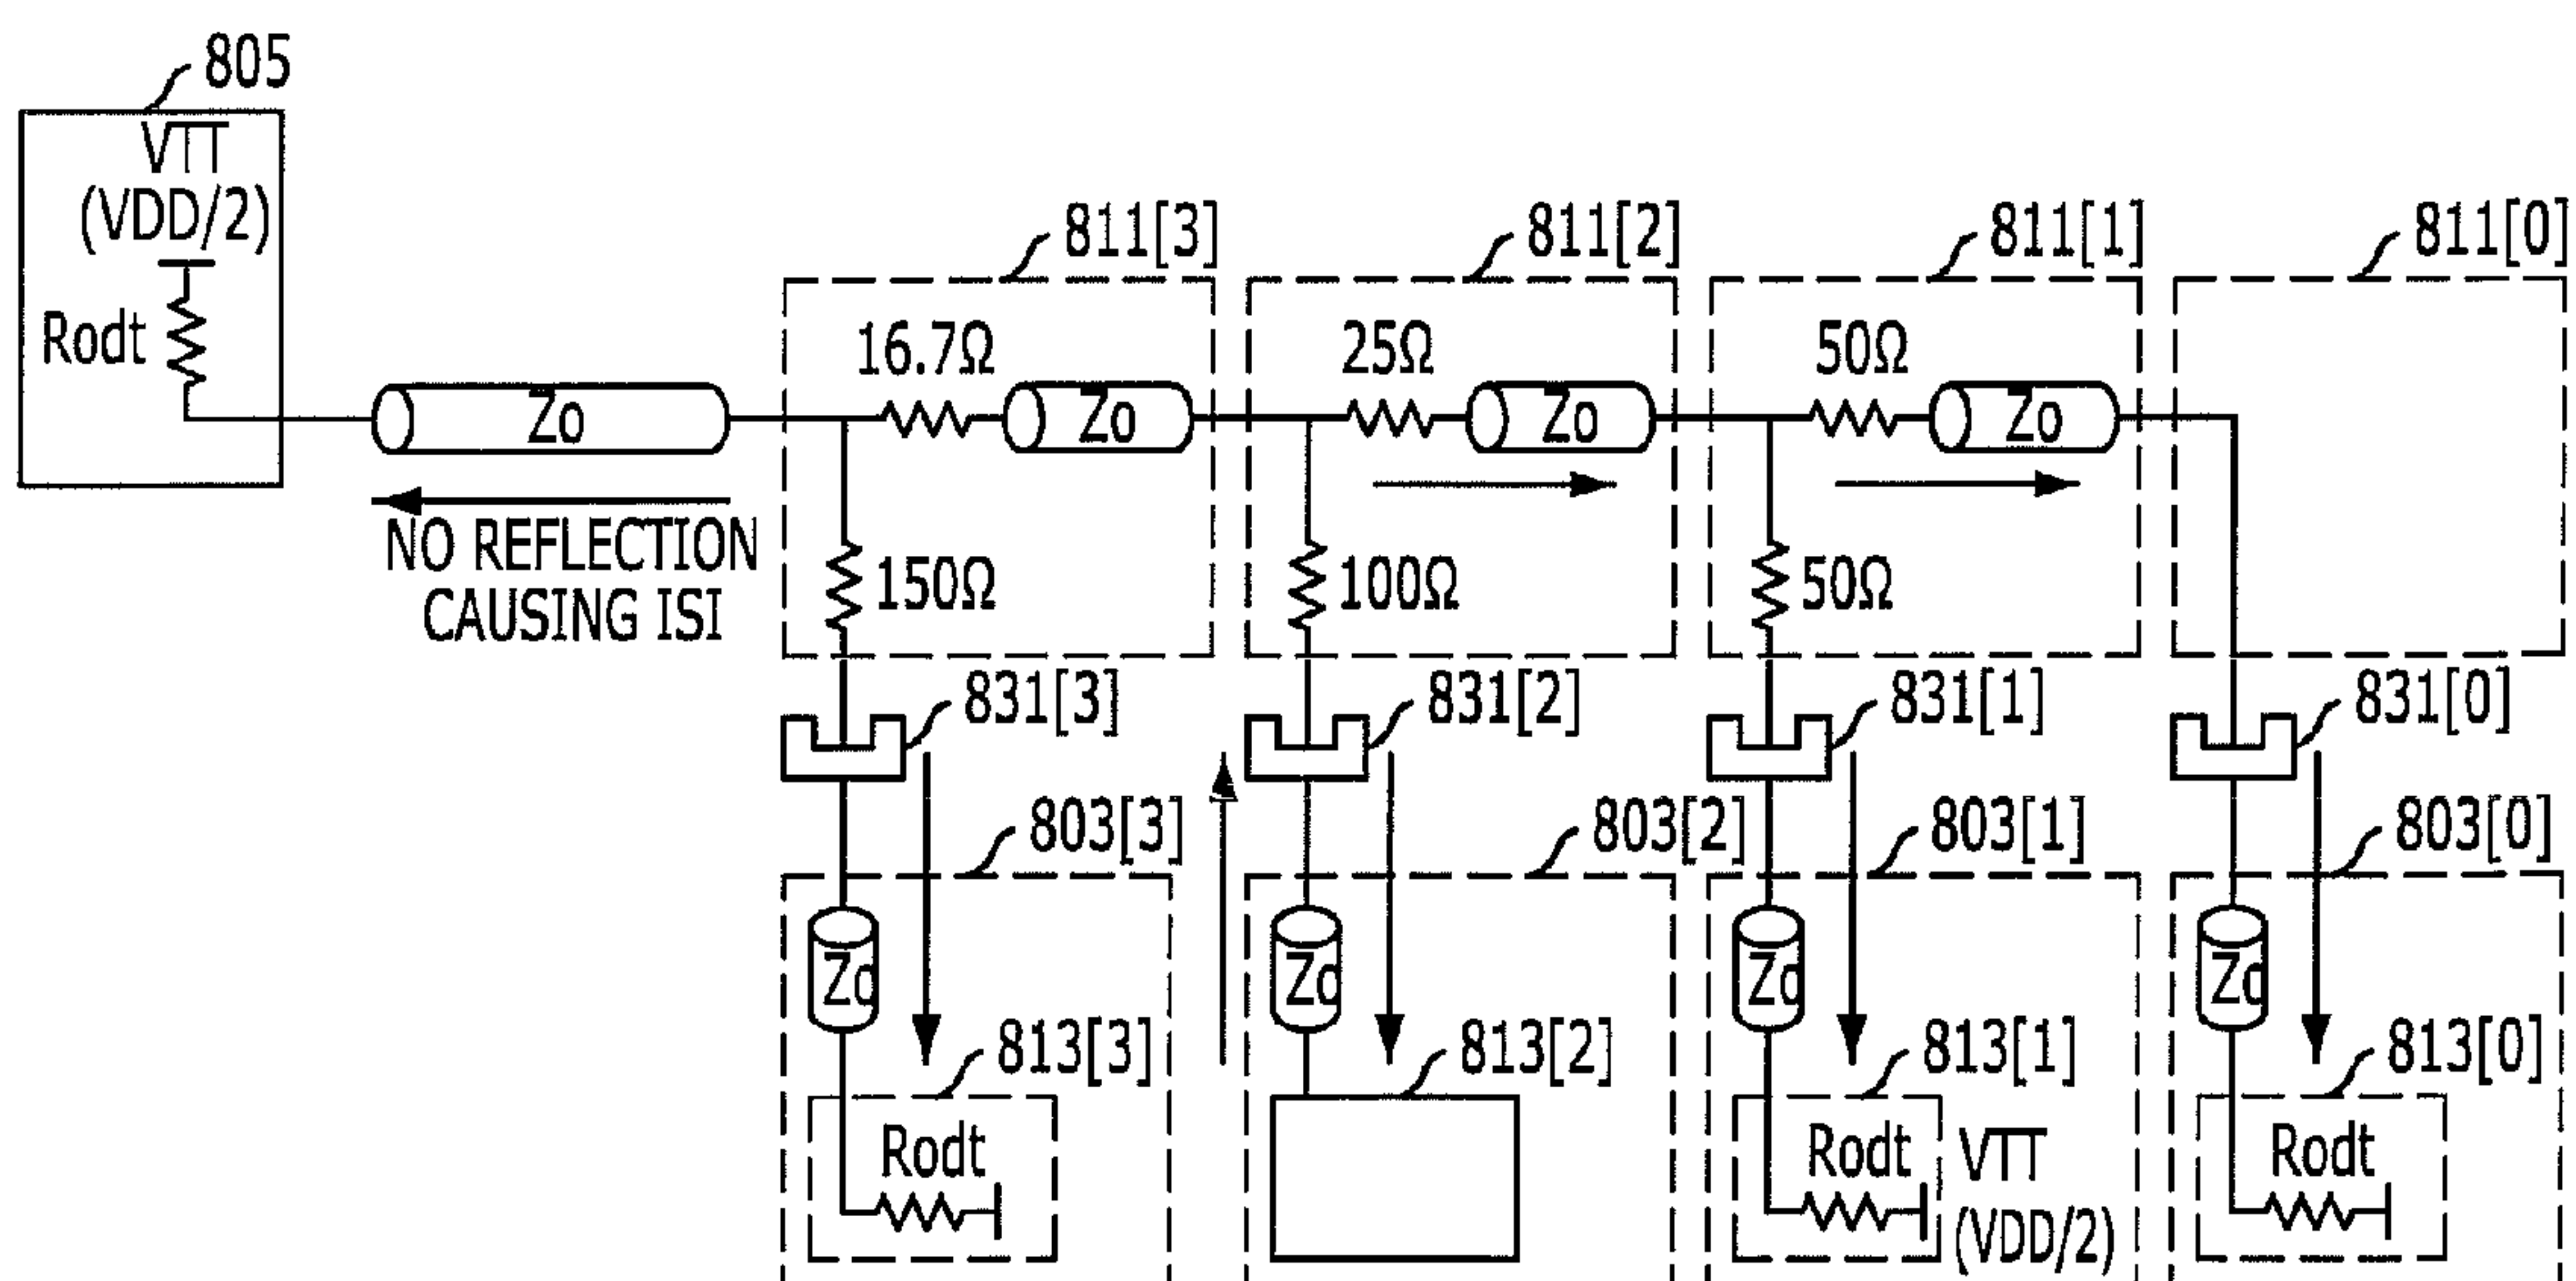 805
VTT
(VDD/2)
Rodt
Zo
NO REFLECTION
CAUSING ISI
811[3]
811[2]
811[1]
811[0]
16.7Ω
Zo
25Ω
Zo
50Ω
Zo
150Ω
100Ω
50Ω
831[3]
831[2]
831[1]
831[0]
803[3]
803[2]
803[1]
803[0]
Zo
Zo
Zo
Zo
813[3]
813[2]
813[1]
813[0]
Rodt
Rodt
VTT
(VDD/2)
Rodt